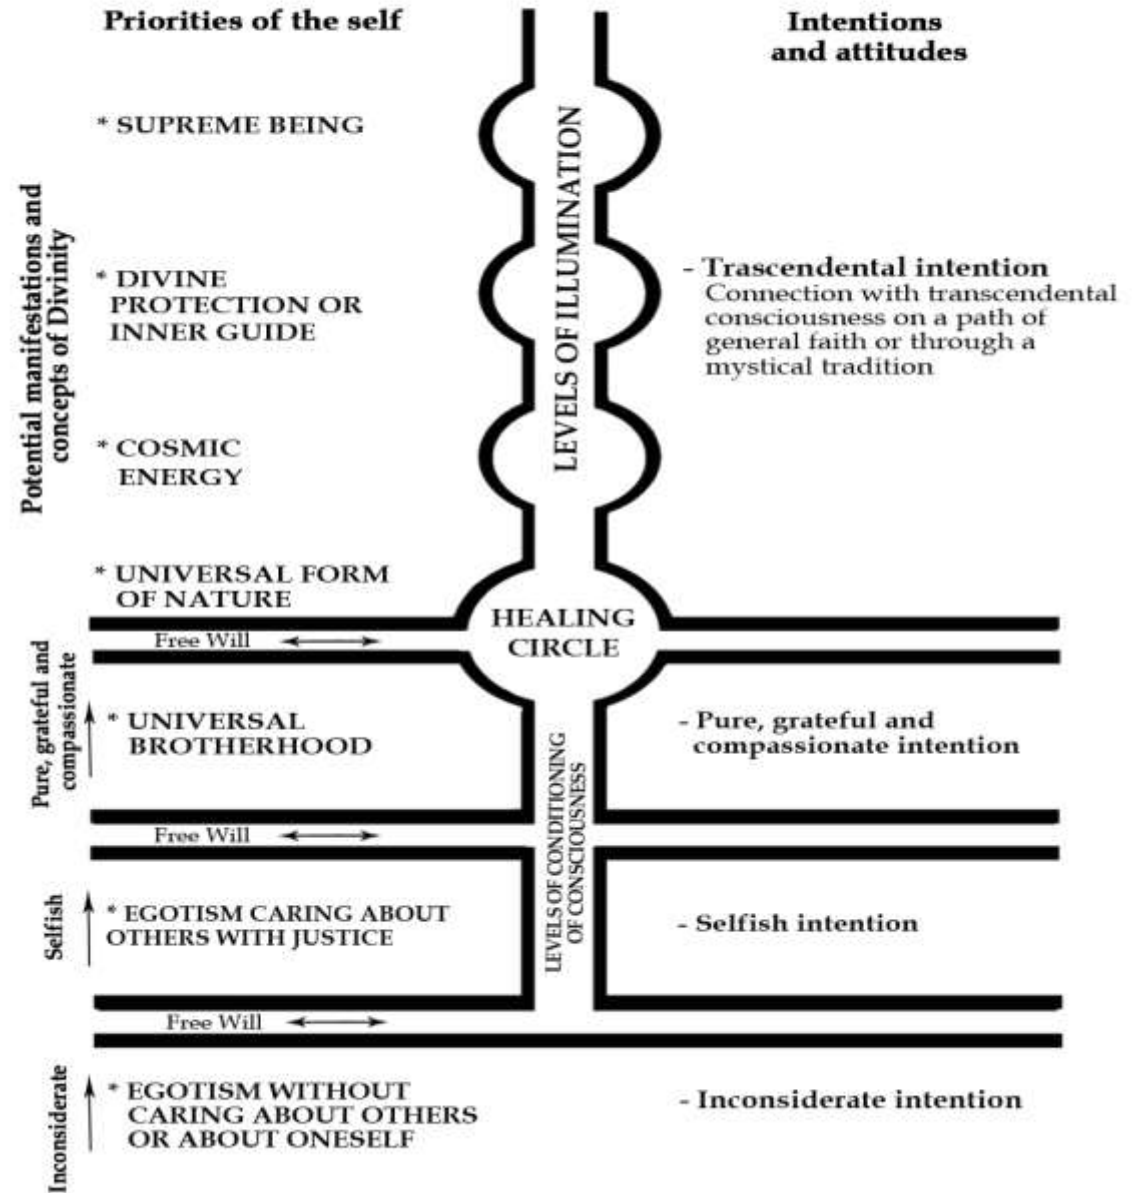 Priorities of the self
Intentions
and attitudes
* SUPREME BEING
LEVELS OF ILLUMINATION
Potential manifestations and
concepts of Divinity
* DIVINE
PROTECTION OR
INNER GUIDE
- Trascendental intention
Connection with transcendental
consciousness on a path of
general faith or through a
mystical tradition
* COSMIC
ENERGY
* UNIVERSAL FORM
OF NATURE
HEALING
CIRCLE
Free Will
Pure, grateful and
compassionate
* UNIVERSAL
BROTHERHOOD
- Pure, grateful and
compassionate intention
LEVELS OF CONDITIONING
OF CONSCIOUSNESS
Free Will
Selfish
* EGOTISM CARING ABOUT
OTHERS WITH JUSTICE
- Selfish intention
Free Will
Inconsiderate
* EGOTISM WITHOUT
CARING ABOUT OTHERS
OR ABOUT ONESELF
- Inconsiderate intention